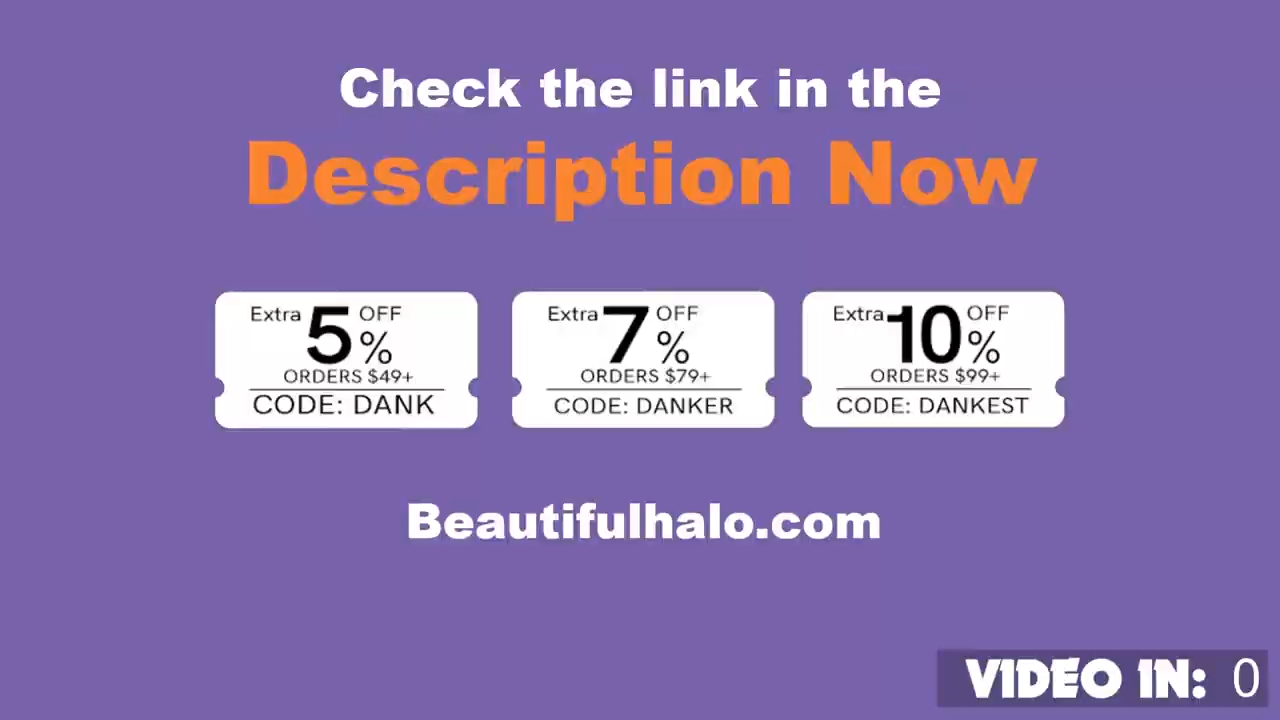 Check the link in the
Description Now
Extra 5% OFF
ORDERS $49+
CODE: DANK
Extra 7% OFF
ORDERS $79+
CODE: DANKER
Extra 10% OFF
ORDERS $99+
CODE: DANKEST
Beautifulhalo.com
VIDEO IN: 0